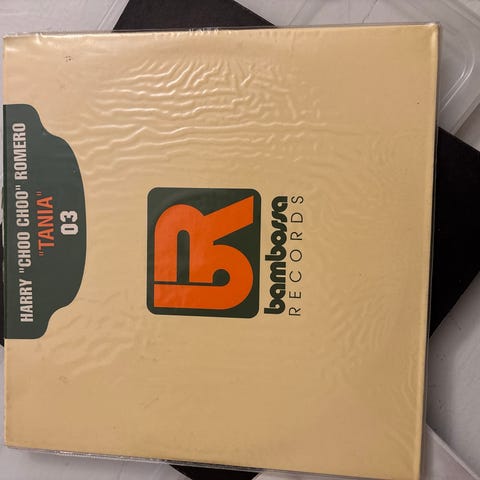 HARRY "CHOO CHOO" ROMERO
"TANIA"
03
bambossa
RECORDS